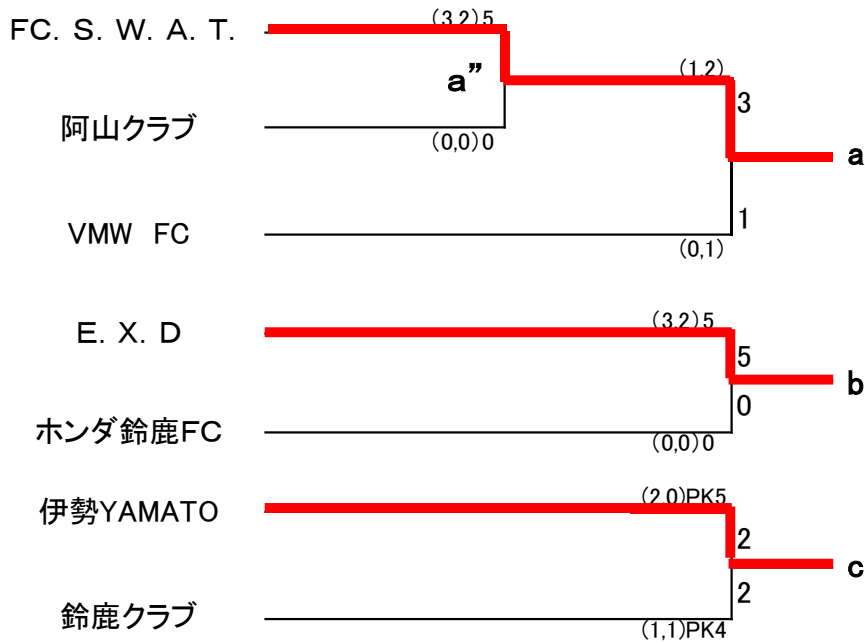 FC. S. W. A. T.
(3,2)5
a”
(1,2)
3
阿山クラブ
(0,0)0
a
1
VMW　FC
(0,1)
E. X. D
(3,2)5
5
b
0
ホンダ鈴鹿FC
(0,0)0
伊勢YAMATO
(2,0)PK5
2
c
2
鈴鹿クラブ
(1,1)PK4